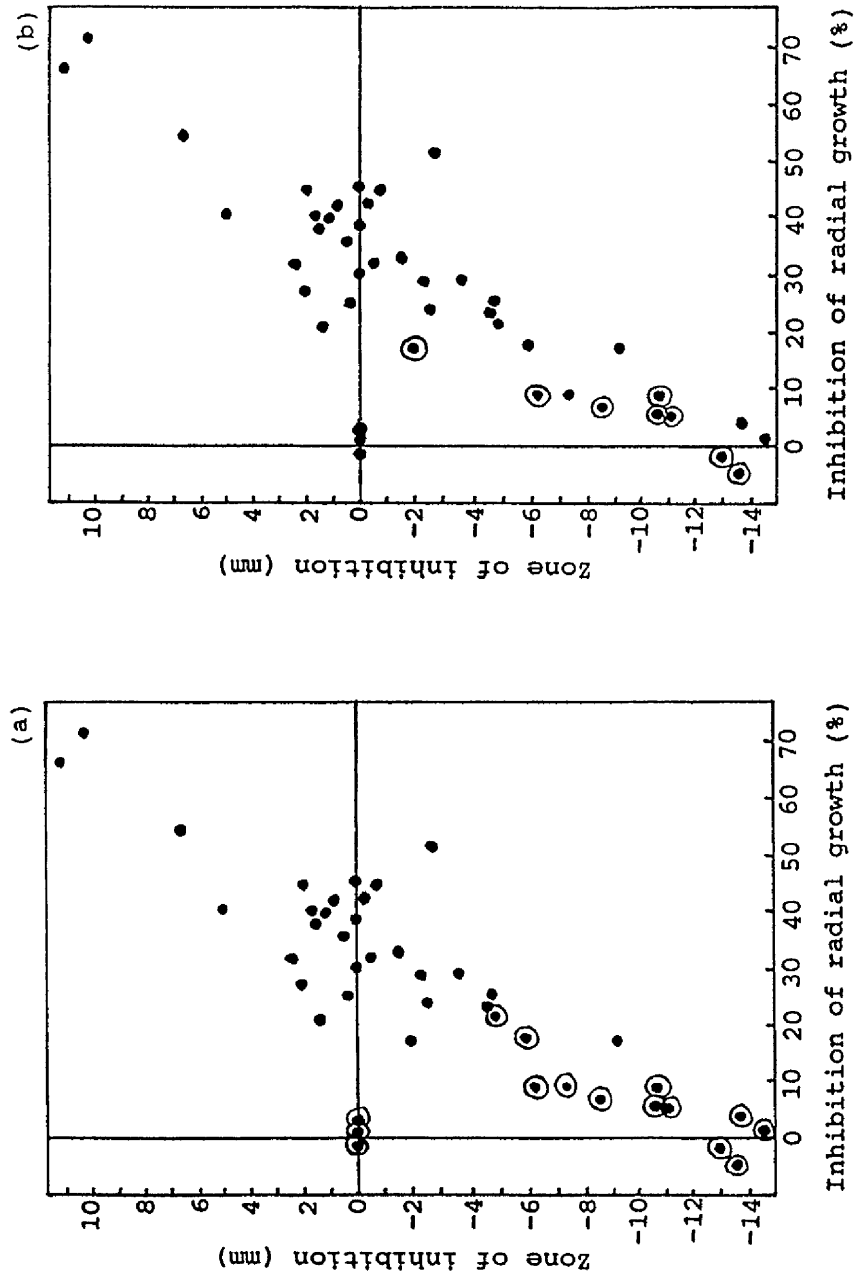 (a)
Zone of inhibition (mm)
10 8 6 4 2 0 -2 -4 -6 -8 -10 -12 -14
0 10 20 30 40 50 60 70
Inhibition of radial growth (%)
(b)
Zone of inhibition (mm)
10 8 6 4 2 0 -2 -4 -6 -8 -10 -12 -14
0 10 20 30 40 50 60 70
Inhibition of radial growth (%)